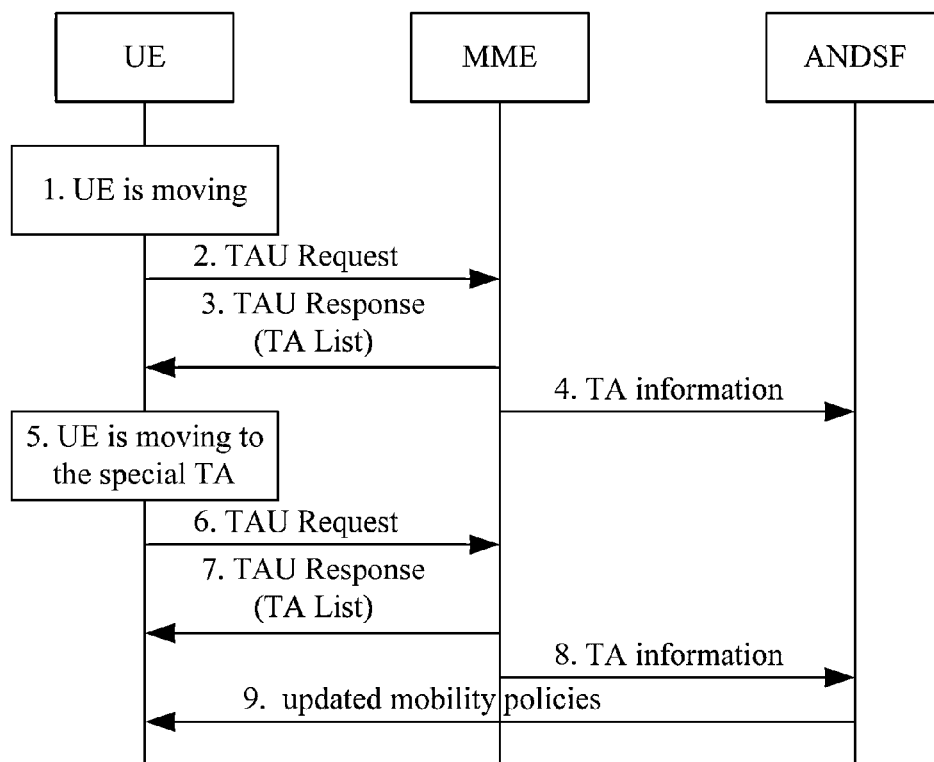 UE
MME
ANDSF
1. UE is moving
2. TAU Request
3. TAU Response
(TA List)
4. TA information
5. UE is moving to
the special TA
6. TAU Request
7. TAU Response
(TA List)
8. TA information
9. updated mobility policies